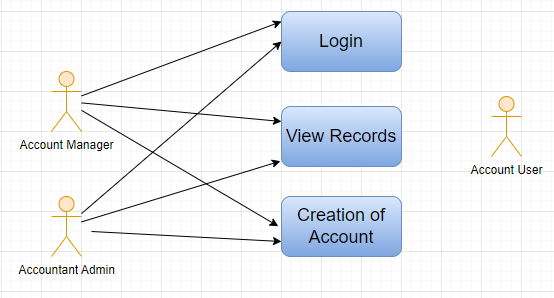 Login
Account Manager
View Records
Account User
Creation of
Account
Accountant Admin